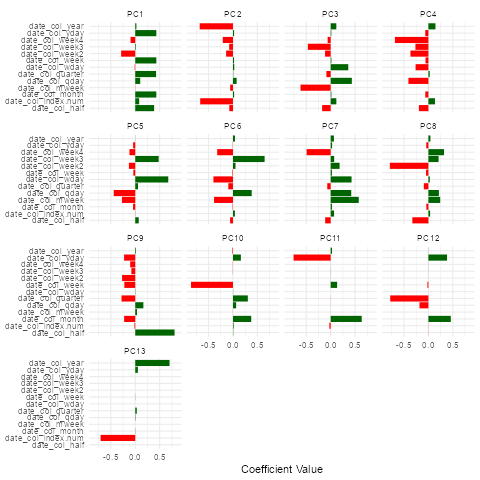 PC1 PC2 PC3 PC4
date_col_year
date_col_yday
date_col_week4
date_col_week3
date_col_week2
date_col_week
date_col_wday
date_col_quarter
date_col_qday
date_col_mweek
date_col_month
date_col_index.num
date_col_half
PC5 PC6 PC7 PC8
date_col_year
date_col_yday
date_col_week4
date_col_week3
date_col_week2
date_col_week
date_col_wday
date_col_quarter
date_col_qday
date_col_mweek
date_col_month
date_col_index.num
date_col_half
PC9 PC10 PC11 PC12
date_col_year
date_col_yday
date_col_week4
date_col_week3
date_col_week2
date_col_week
date_col_wday
date_col_quarter
date_col_qday
date_col_mweek
date_col_month
date_col_index.num
date_col_half
-0.5 0.0 0.5 -0.5 0.0 0.5 -0.5 0.0 0.5
PC13
date_col_year
date_col_yday
date_col_week4
date_col_week3
date_col_week2
date_col_week
date_col_wday
date_col_quarter
date_col_qday
date_col_mweek
date_col_month
date_col_index.num
date_col_half
-0.5 0.0 0.5
Coefficient Value